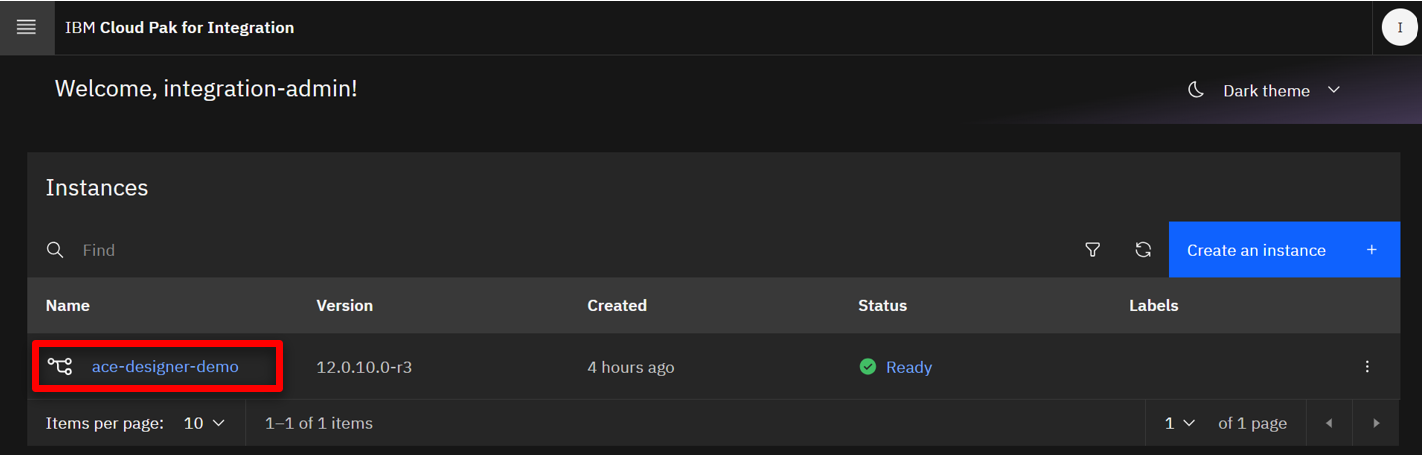 IBM Cloud Pak for Integration
I
Welcome, integration-admin!
Dark theme
Instances
Find
Create an instance +
Name Version Created Status Labels
ace-designer-demo 12.0.10.0-r3 4 hours ago Ready
Items per page: 10 1–1 of 1 items 1 of 1 page